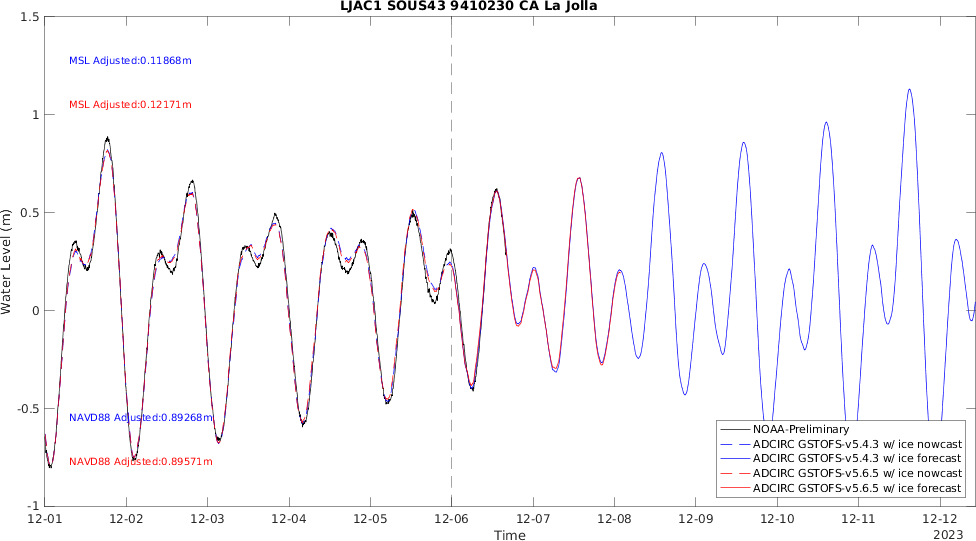 LJAC1 SOUS43 9410230 CA La Jolla
1.5
1
0.5
0
-0.5
-1
Water Level (m)
MSL Adjusted:0.11868m
MSL Adjusted:0.12171m
NAVD88 Adjusted:0.89268m
NAVD88 Adjusted:0.89571m
NOAA-Preliminary
ADCIRC GSTOFS-v5.4.3 w/ ice nowcast
ADCIRC GSTOFS-v5.4.3 w/ ice forecast
ADCIRC GSTOFS-v5.6.5 w/ ice nowcast
ADCIRC GSTOFS-v5.6.5 w/ ice forecast
12-01 12-02 12-03 12-04 12-05 12-06 12-07 12-08 12-09 12-10 12-11 12-12
Time
2023